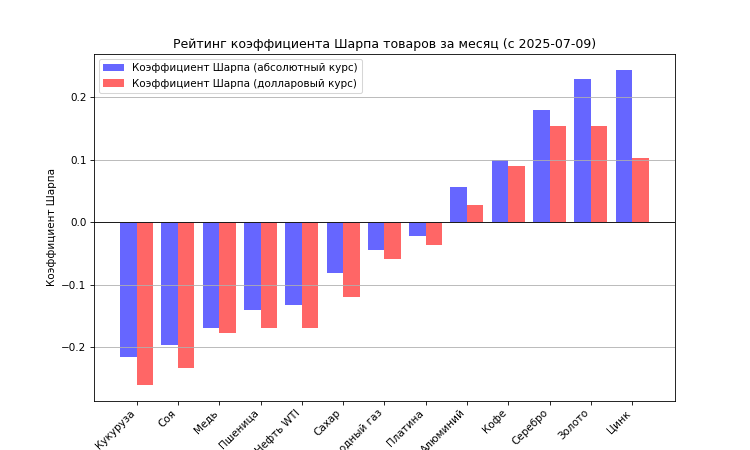 Рейтинг коэффициента Шарпа товаров за месяц (с 2025-07-09)
Коэффициент Шарпа (абсолютный курс)
Коэффициент Шарпа (долларовый курс)
Коэффициент Шарпа
0.2
0.1
0.0
−0.1
−0.2
Кукуруза
Соя
Медь
Пшеница
Нефть WTI
Сахар
одный газ
Платина
Алюминий
Кофе
Серебро
Золото
Цинк